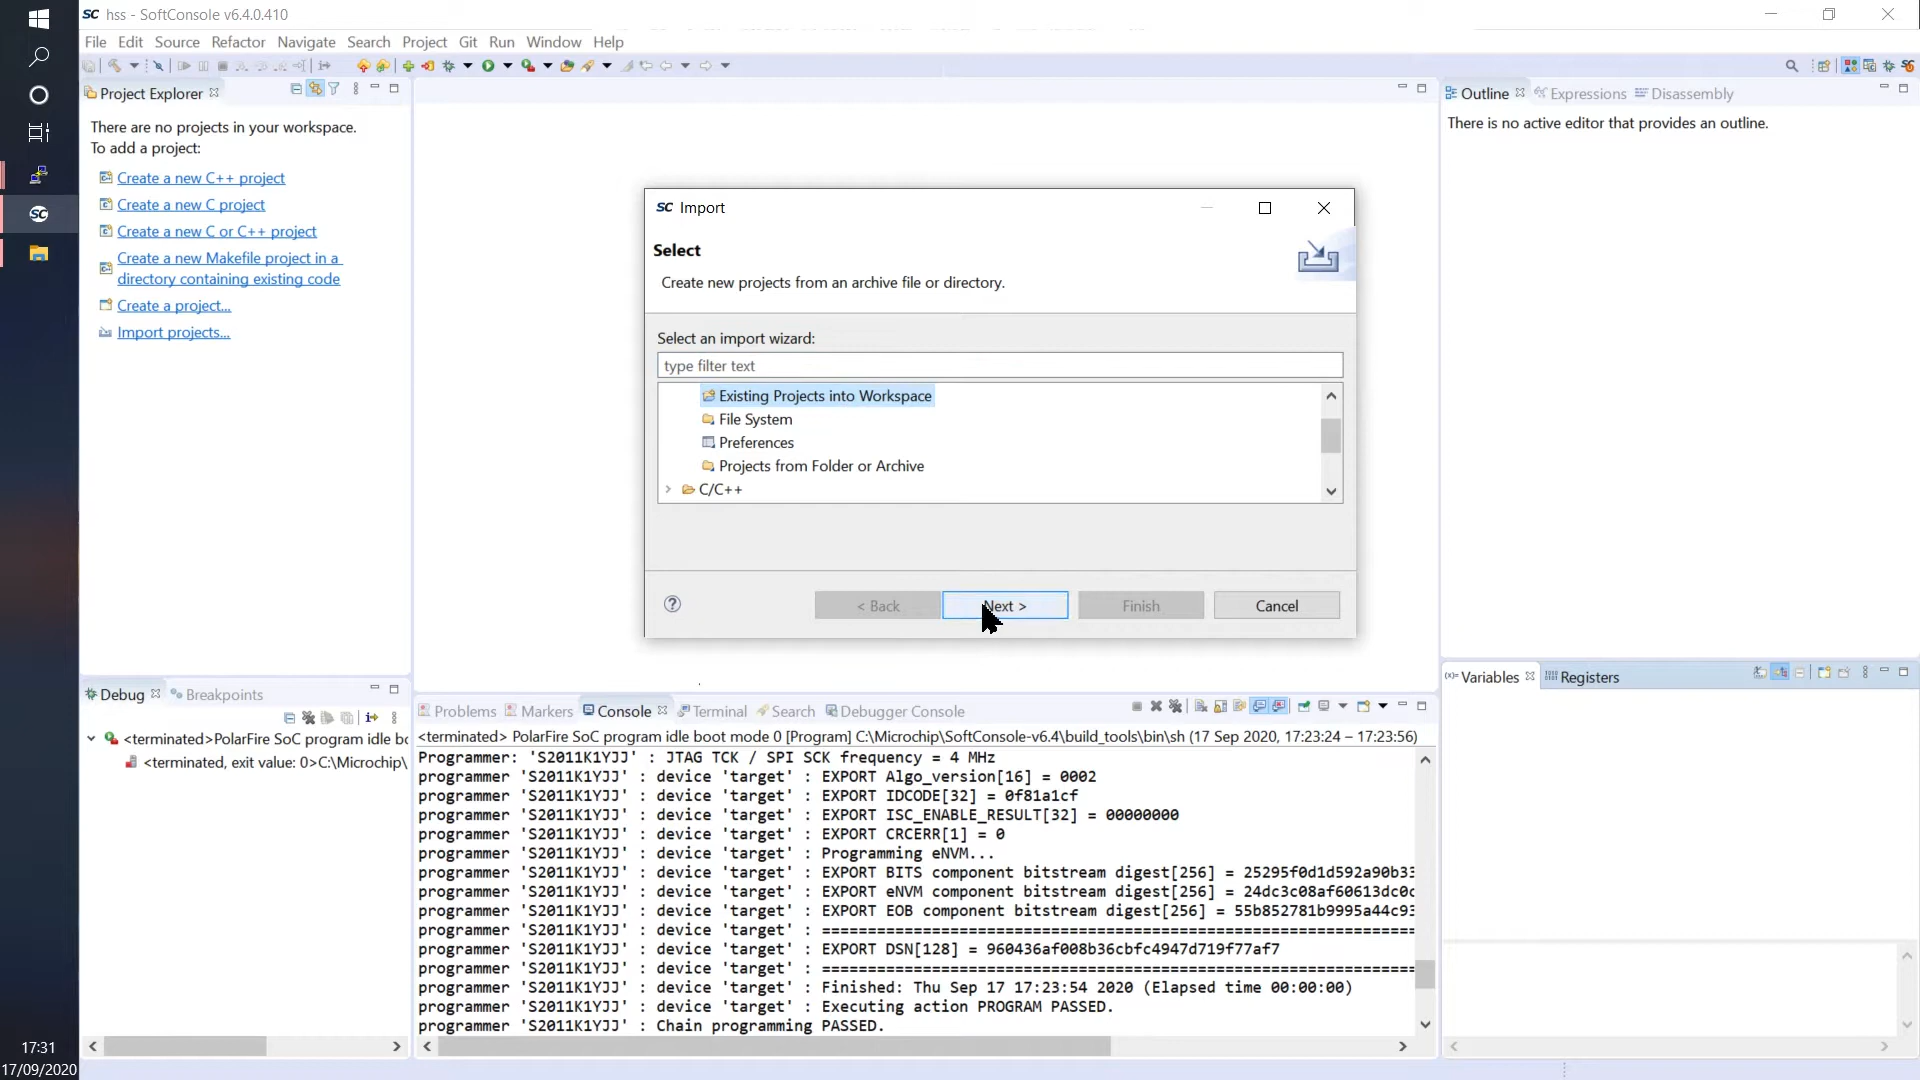 SC hss - SoftConsole v6.4.0.410
File Edit Source Refactor Navigate Search Project Git Run Window Help
Project Explorer
There are no projects in your workspace.
To add a project:
Create a new C++ project
Create a new C project
Create a new C or C++ project
Create a new Makefile project in a
directory containing existing code
Create a project...
Import projects...
Outline Expressions Disassembly
There is no active editor that provides an outline.
SC Import
Select
Create new projects from an archive file or directory.
Select an import wizard:
type filter text
Existing Projects into Workspace
File System
Preferences
Projects from Folder or Archive
C/C++
? < Back Next > Finish Cancel
Debug Breakpoints
<terminated>PolarFire SoC program idle bo
<terminated, exit value: 0>C:\Microchip\
Problems Markers Console Terminal Search Debugger Console
<terminated> PolarFire SoC program idle boot mode 0 [Program] C:\Microchip\SoftConsole-v6.4\build_tools\bin\sh (17 Sep 2020, 17:23:24 – 17:23:56)
Programmer: 'S2011K1YJJ' : JTAG TCK / SPI SCK frequency = 4 MHz
programmer 'S2011K1YJJ' : device 'target' : EXPORT Algo_version[16] = 0002
programmer 'S2011K1YJJ' : device 'target' : EXPORT IDCODE[32] = 0f81a1cf
programmer 'S2011K1YJJ' : device 'target' : EXPORT ISC_ENABLE_RESULT[32] = 00000000
programmer 'S2011K1YJJ' : device 'target' : EXPORT CRCERR[1] = 0
programmer 'S2011K1YJJ' : device 'target' : Programming eNVM...
programmer 'S2011K1YJJ' : device 'target' : EXPORT BITS component bitstream digest[256] = 25295f0d1d592a90b33
programmer 'S2011K1YJJ' : device 'target' : EXPORT eNVM component bitstream digest[256] = 24dc3c08af60613dc0c
programmer 'S2011K1YJJ' : device 'target' : EXPORT EOB component bitstream digest[256] = 55b852781b9995a44c93
programmer 'S2011K1YJJ' : device 'target' : =================================================================
programmer 'S2011K1YJJ' : device 'target' : EXPORT DSN[128] = 960436af008b36cbfc4947d719f77af7
programmer 'S2011K1YJJ' : device 'target' : =================================================================
programmer 'S2011K1YJJ' : device 'target' : Finished: Thu Sep 17 17:23:54 2020 (Elapsed time 00:00:00)
programmer 'S2011K1YJJ' : device 'target' : Executing action PROGRAM PASSED.
programmer 'S2011K1YJJ' : Chain programming PASSED.
(x)= Variables Registers
SC
17:31
17/09/2020